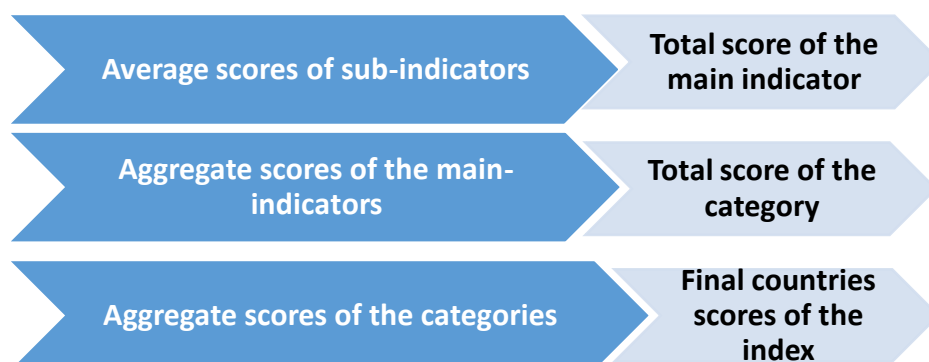 Average scores of sub-indicators
Total score of the
main indicator
Aggregate scores of the main-
indicators
Total score of the
category
Aggregate scores of the categories
Final countries
scores of the
index